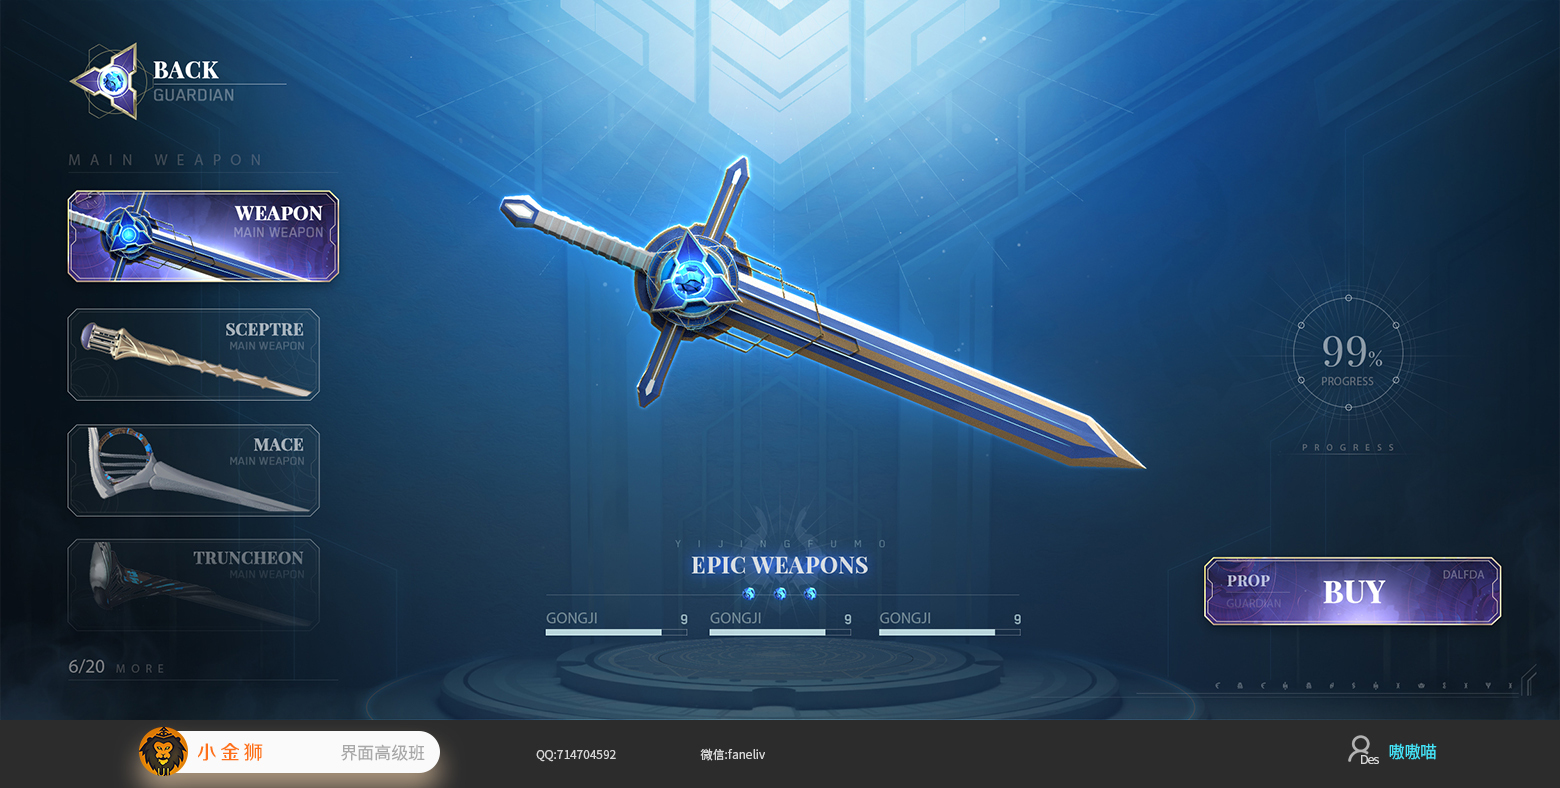 BACK
GUARDIAN
MAIN WEAPON
WEAPON
MAIN WEAPON
SCEPTRE
MAIN WEAPON
MACE
MAIN WEAPON
TRUNCHEON
MAIN WEAPON
6/20 MORE
YIJINGFUMO
EPIC WEAPONS
GONGJI 9 GONGJI 9 GONGJI 9
99%
PROGRESS
PROGRESS
PROP
GUARDIAN
BUY
DALFDA
小金狮
UI
界面高级班
QQ:714704592
微信:faneliv
Des
嗷嗷喵